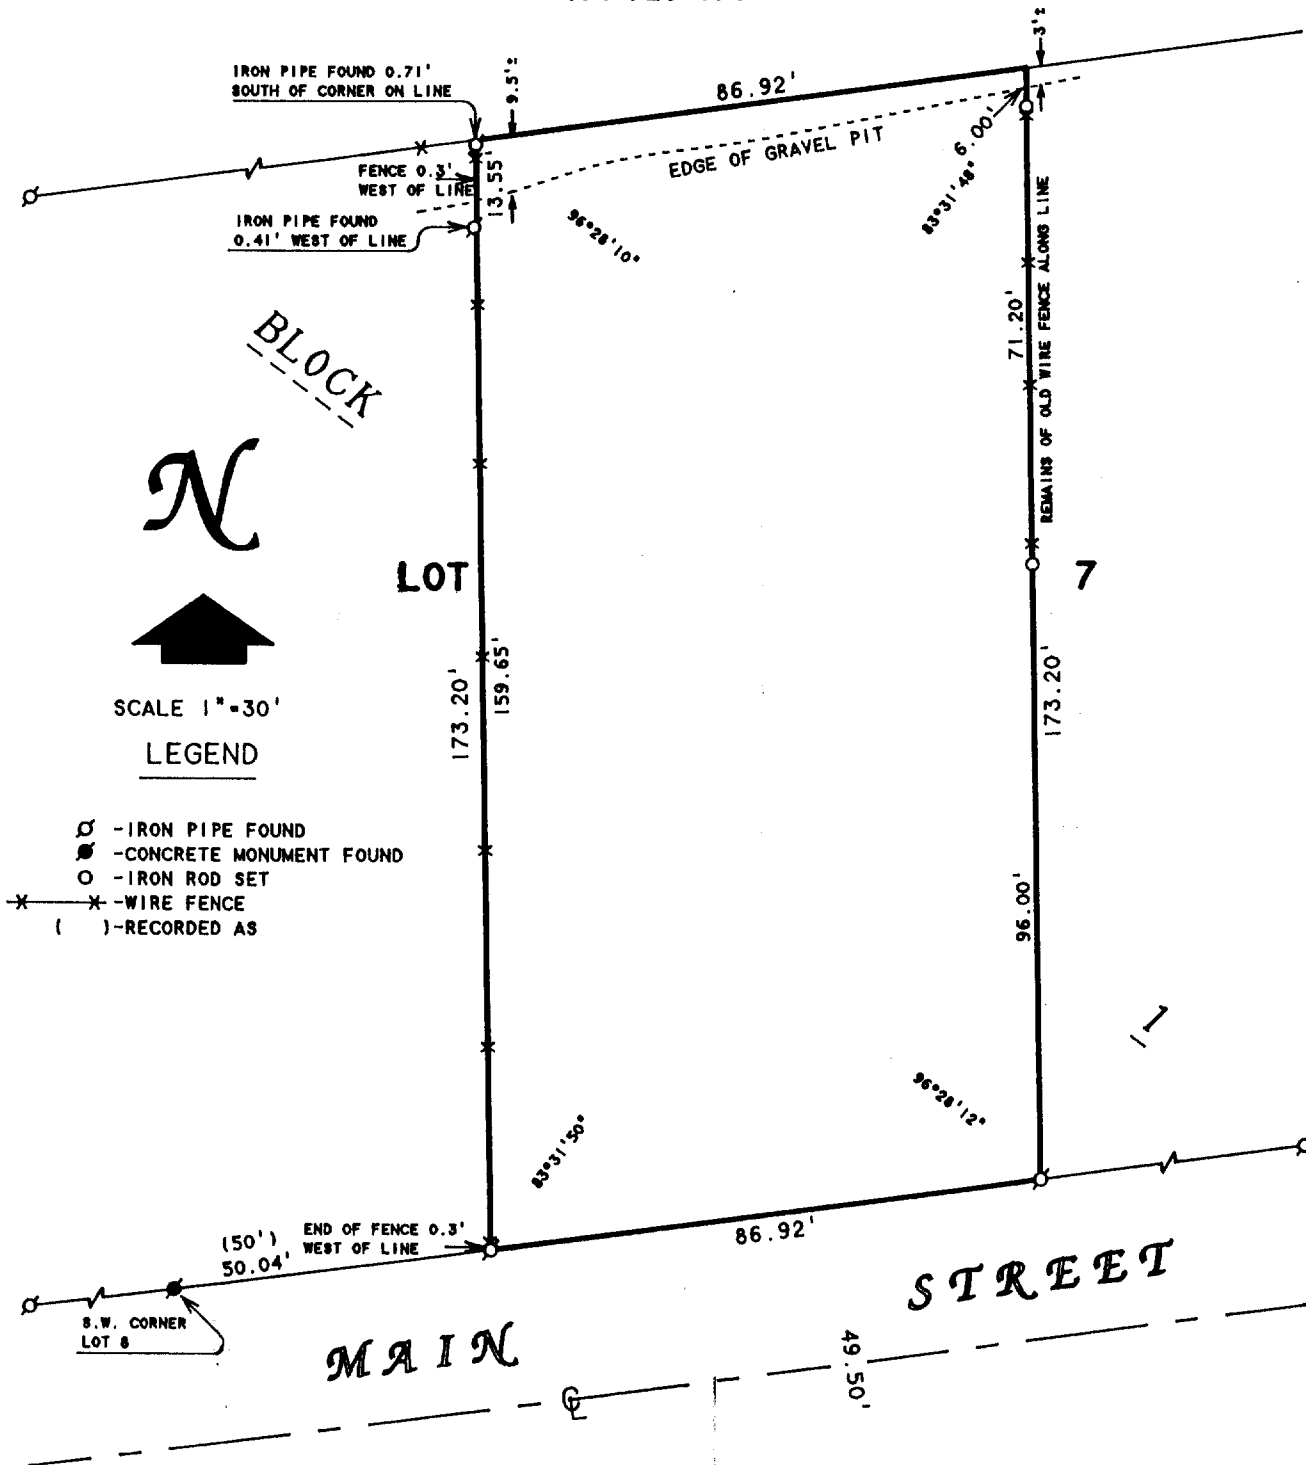 3'±
IRON PIPE FOUND 0.71'
SOUTH OF CORNER ON LINE
9.5'±
86.92'
6.00'
EDGE OF GRAVEL PIT
FENCE 0.3'
WEST OF LINE
13.55'
83°31'48"
IRON PIPE FOUND
0.41' WEST OF LINE
96°28'10"
71.20'
REMAINS OF OLD WIRE FENCE ALONG LINE
BLOCK
N
LOT
7
SCALE 1"=30'
173.20'
159.65'
173.20'
LEGEND
-IRON PIPE FOUND
-CONCRETE MONUMENT FOUND
-IRON ROD SET
-WIRE FENCE
( )-RECORDED AS
96.00'
1
96°28'12"
83°31'50"
(50')
50.04'
END OF FENCE 0.3'
WEST OF LINE
86.92'
S.W. CORNER
LOT 8
MAIN STREET
49.50'
CL